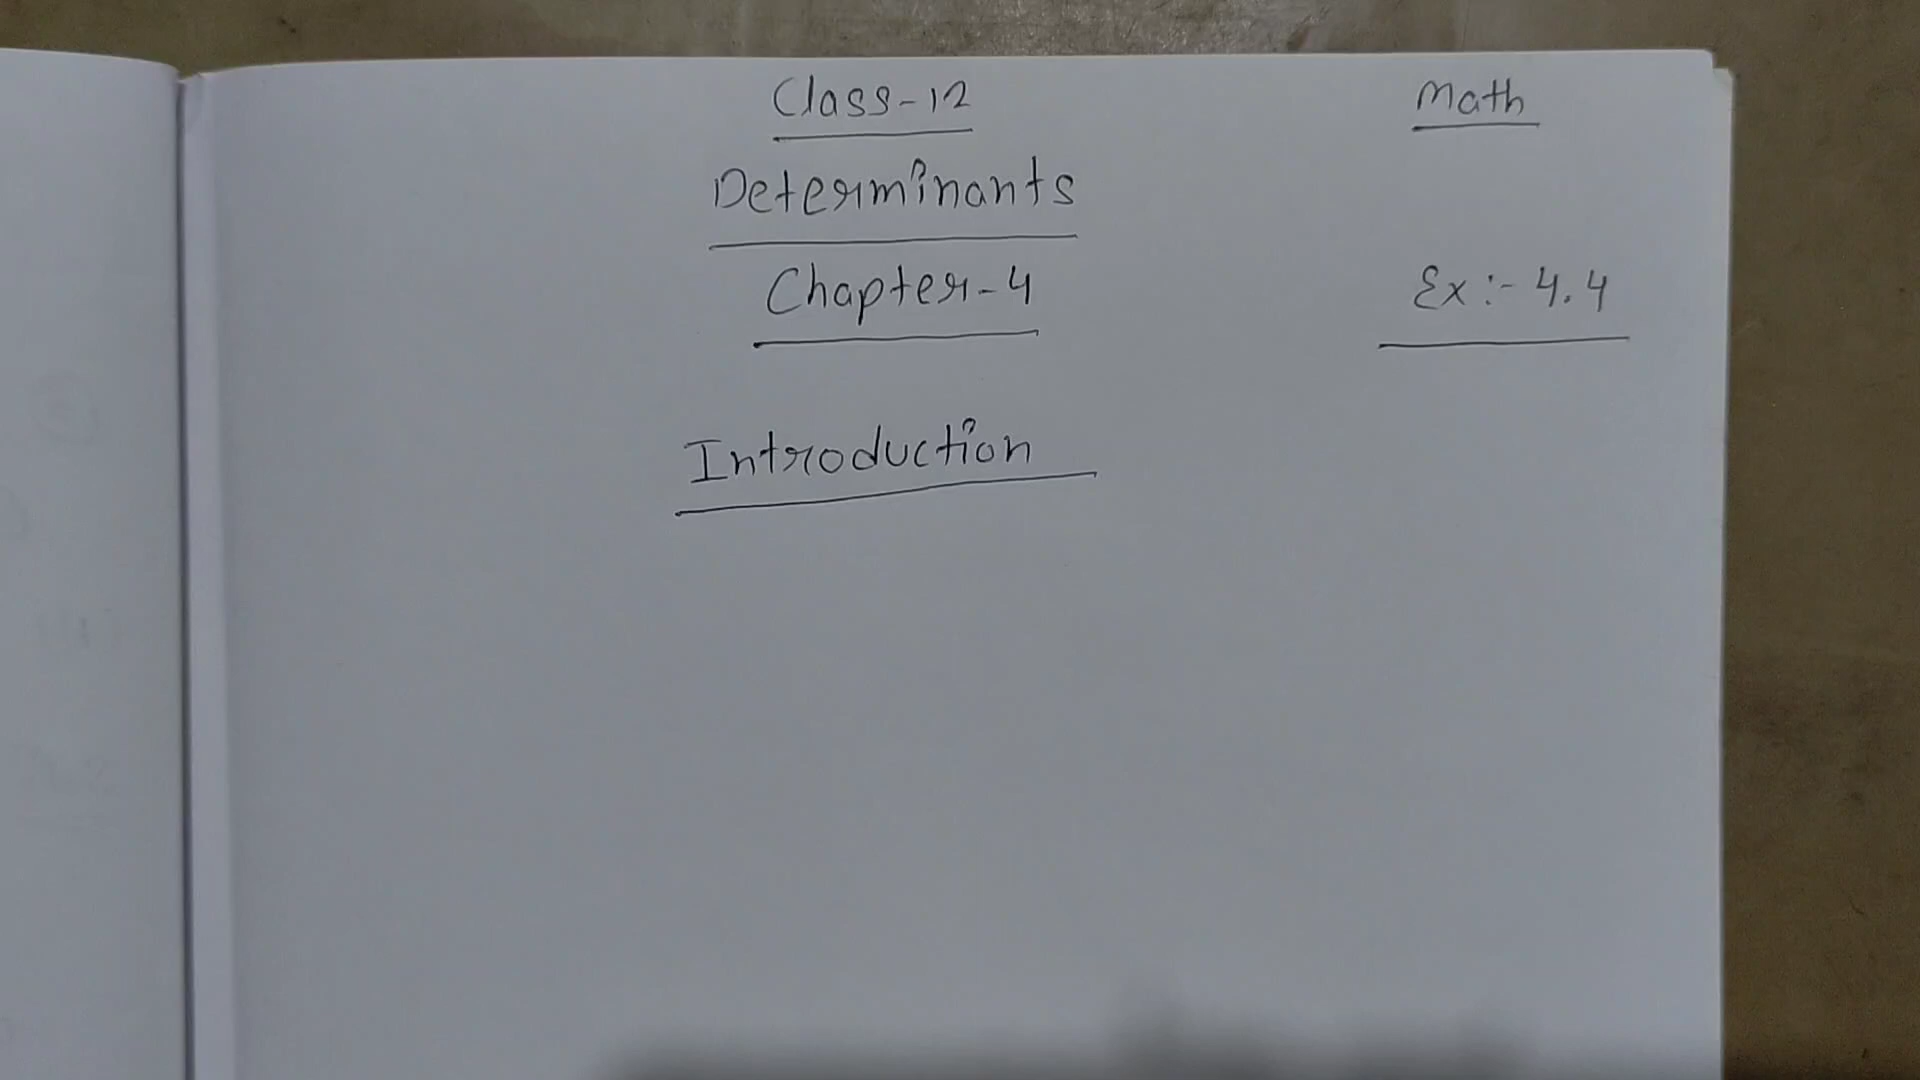 Class-12 Math
Determinants
Chapter-4 Ex:- 4.4
Introduction